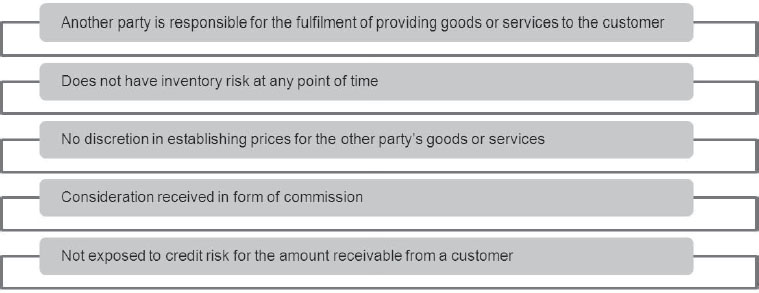 Another party is responsible for the fulfilment of providing goods or services to the customer
Does not have inventory risk at any point of time
No discretion in establishing prices for the other party's goods or services
Consideration received in form of commission
Not exposed to credit risk for the amount receivable from a customer